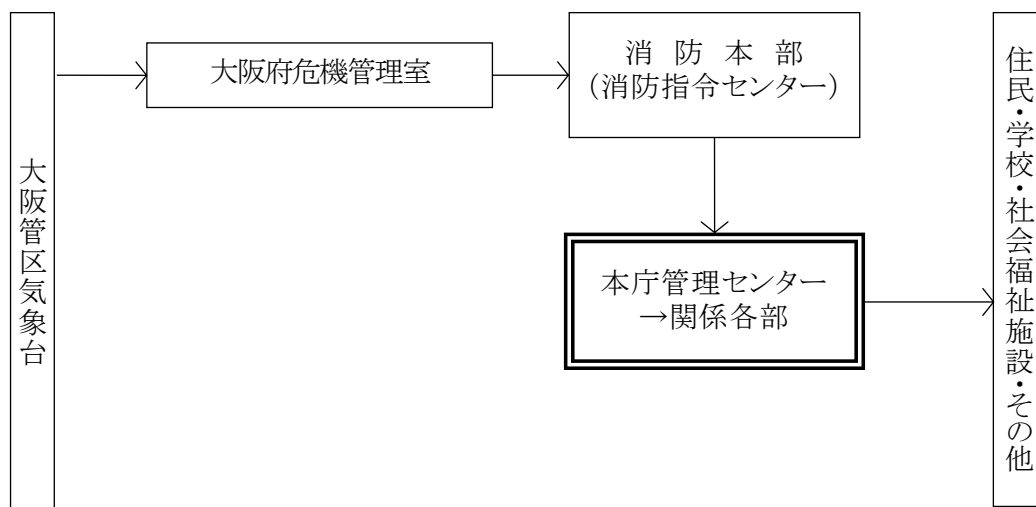 大阪管区気象台
大阪府危機管理室
消防本部
（消防指令センター）
本庁管理センター
→関係各部
住民・学校・社会福祉施設・その他